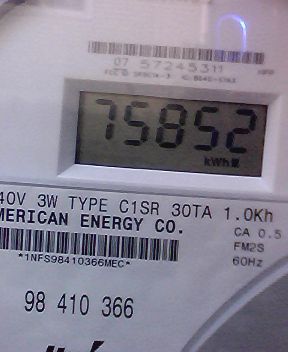 07 57245311
75852
kWh
40V 3W TYPE C1SR 30TA 1.0Kh
MERICAN ENERGY CO.
CA 0.5
FM2S
*1NFS98410366MEC*
60Hz
98 410 366